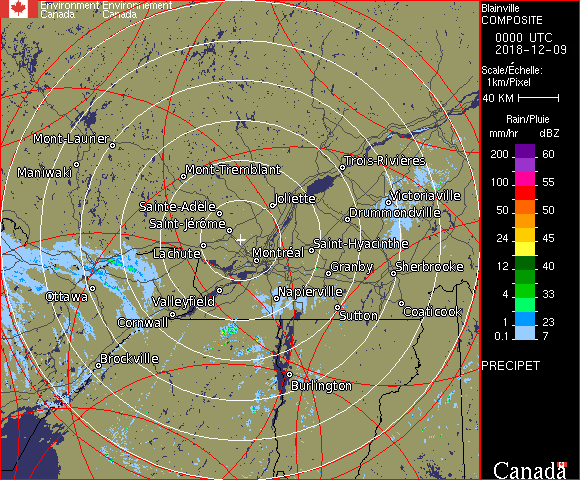 Environment Environnement
Canada Canada
Blainville
COMPOSITE
0000 UTC
2018-12-09
Scale/Échelle:
1km/Pixel
40 KM
Rain/Pluie
mm/hr dBZ
200 60
100 55
50 50
24 45
12 40
4 33
1 23
0.1 7
PRECIPET
Canada
Mont-Laurier
Maniwaki
Mont-Tremblant
Trois-Rivières
Joliette
Victoriaville
Sainte-Adèle
Drummondville
Saint-Jérôme
Lachute
Montréal
Saint-Hyacinthe
Granby
Sherbrooke
Ottawa
Valleyfield
Napierville
Cornwall
Sutton
Coaticook
Brockville
Burlington